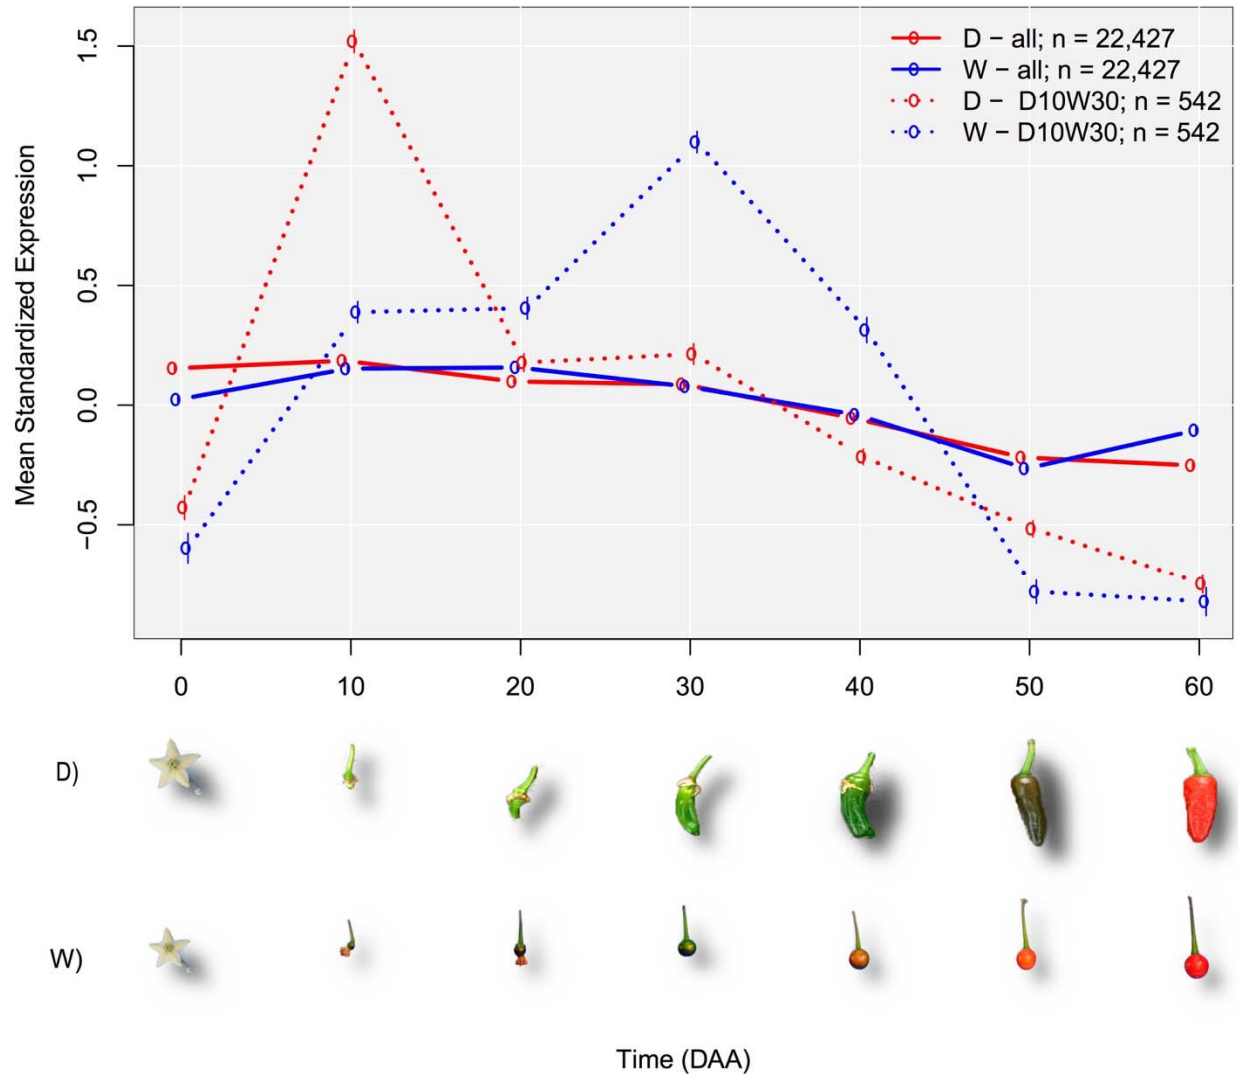 D − all; n = 22,427
W − all; n = 22,427
D − D10W30; n = 542
W − D10W30; n = 542
Mean Standardized Expression
1.5
1.0
0.5
0.0
−0.5
0 10 20 30 40 50 60
D)
W)
Time (DAA)